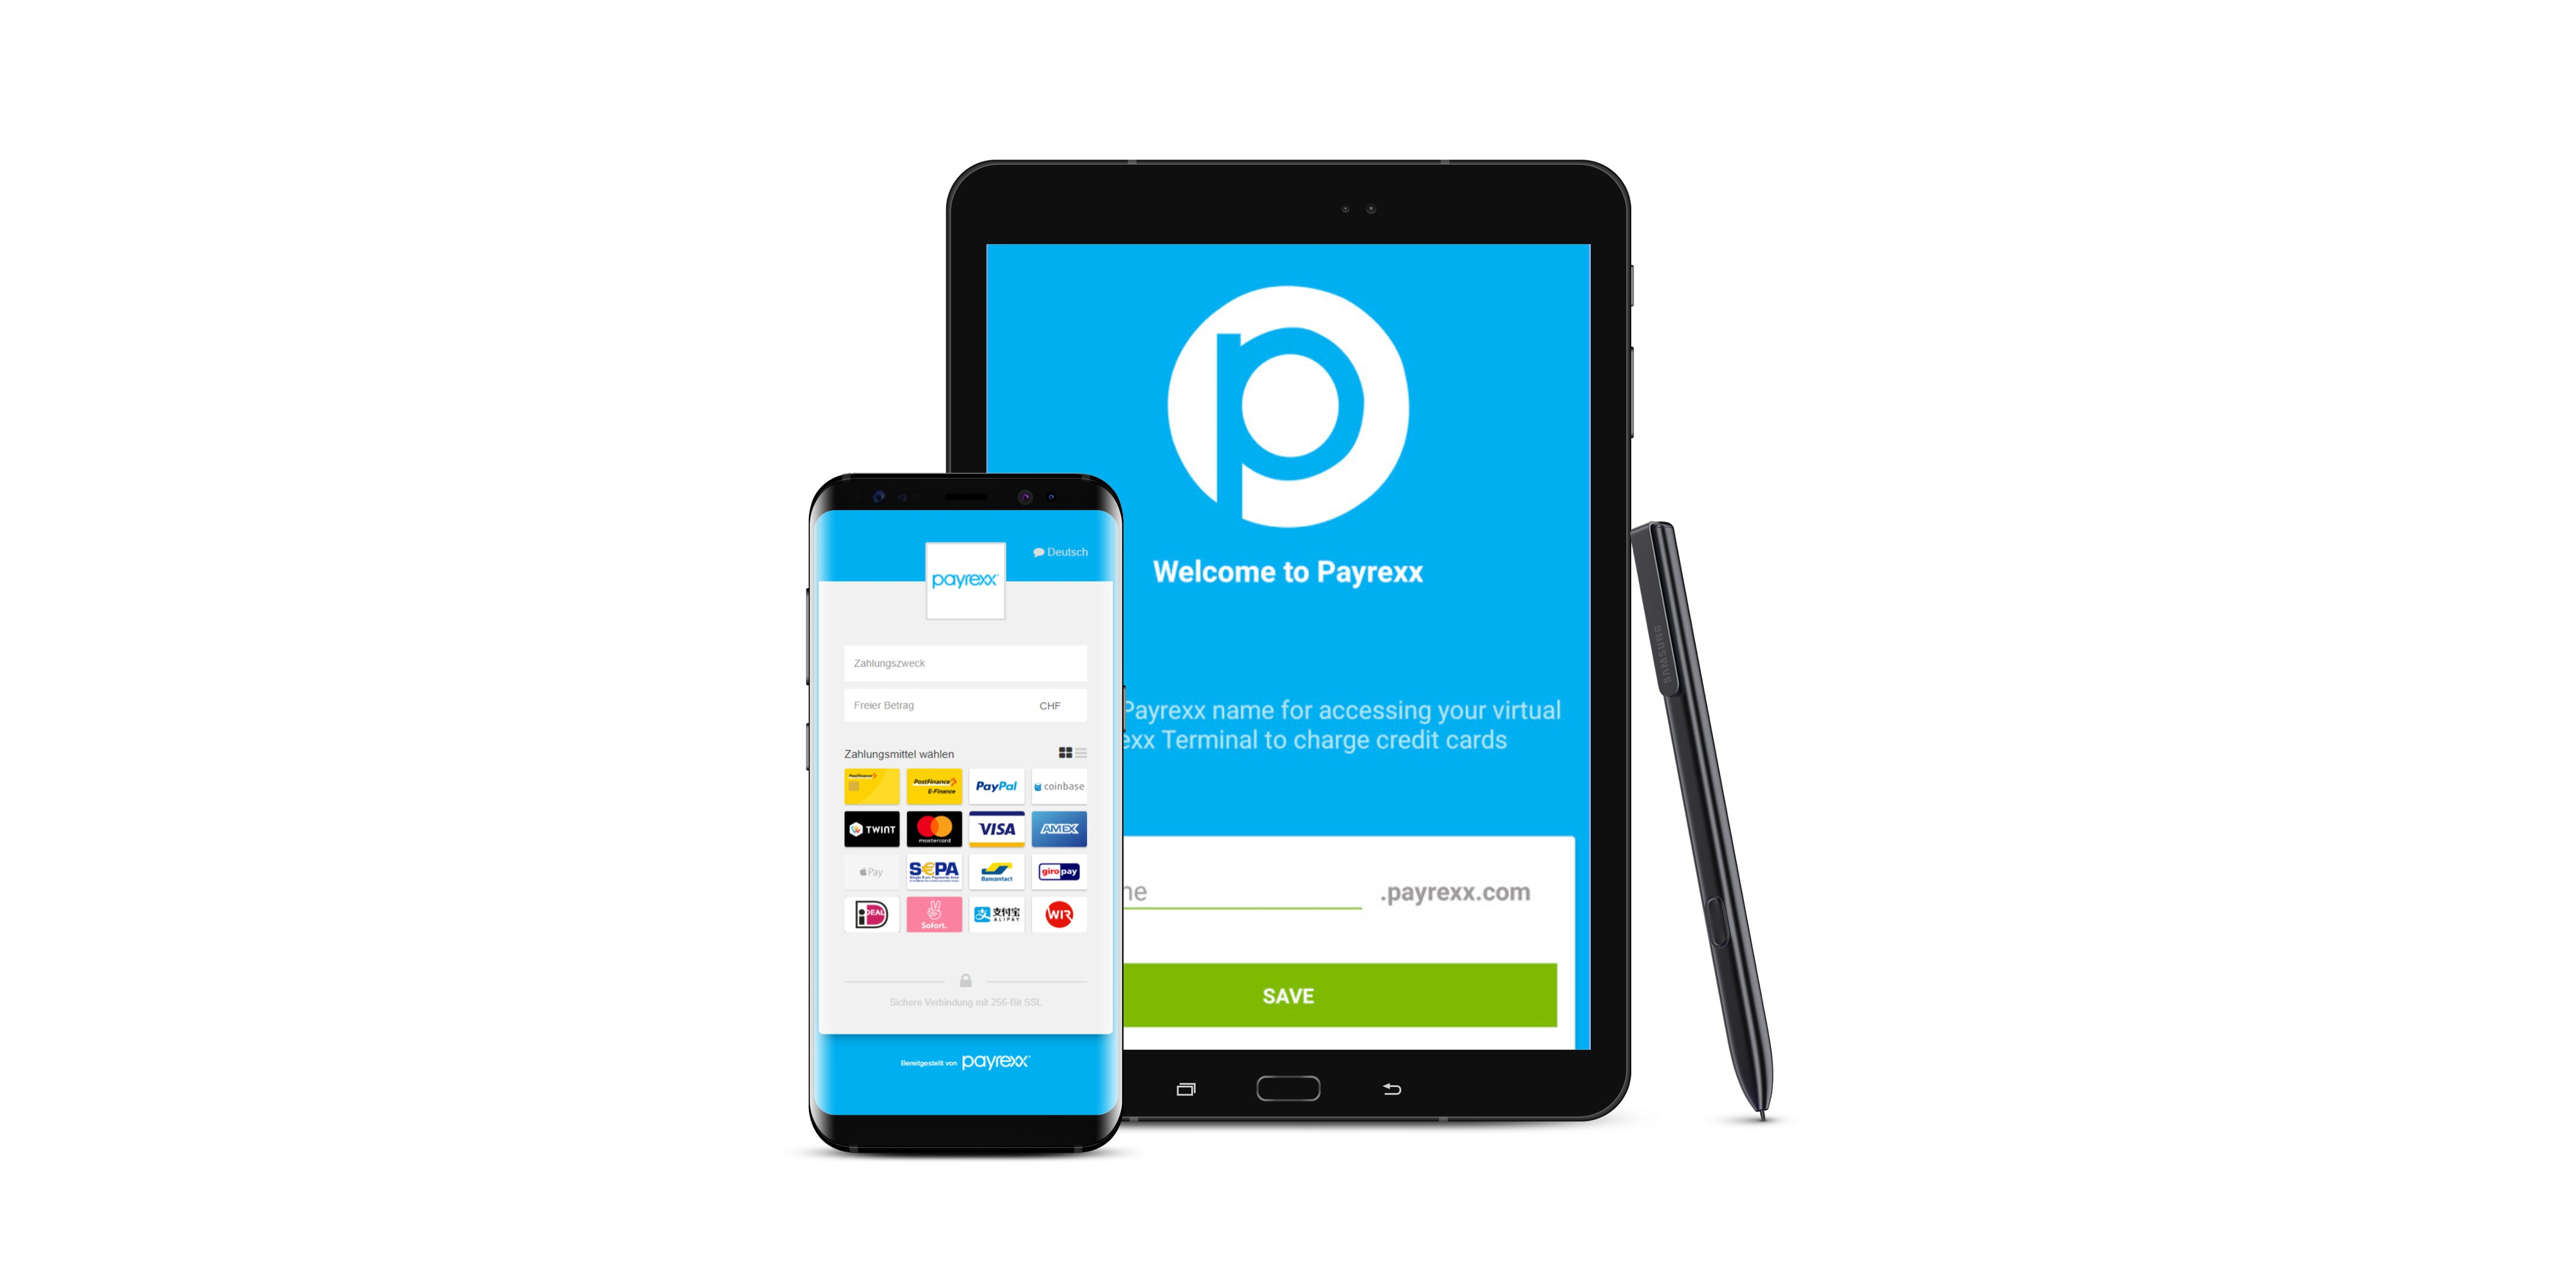 Welcome to Payrexx
Payrexx name for accessing your virtual
exx Terminal to charge credit cards
.payrexx.com
SAVE
Deutsch
payrexx
Zahlungszweck
Freier Betrag CHF
Zahlungsmittel wählen
PostFinance
PostFinance
E-Finance
PayPal
coinbase
TWINT
mastercard
VISA
AMEX
Pay
S€PA
Bancontact
giropay
iDEAL
Sofort.
支付宝
ALIPAY
WIR
Sichere Verbindung mit 256-Bit SSL
Bereitgestellt von payrexx
SAMSUNG